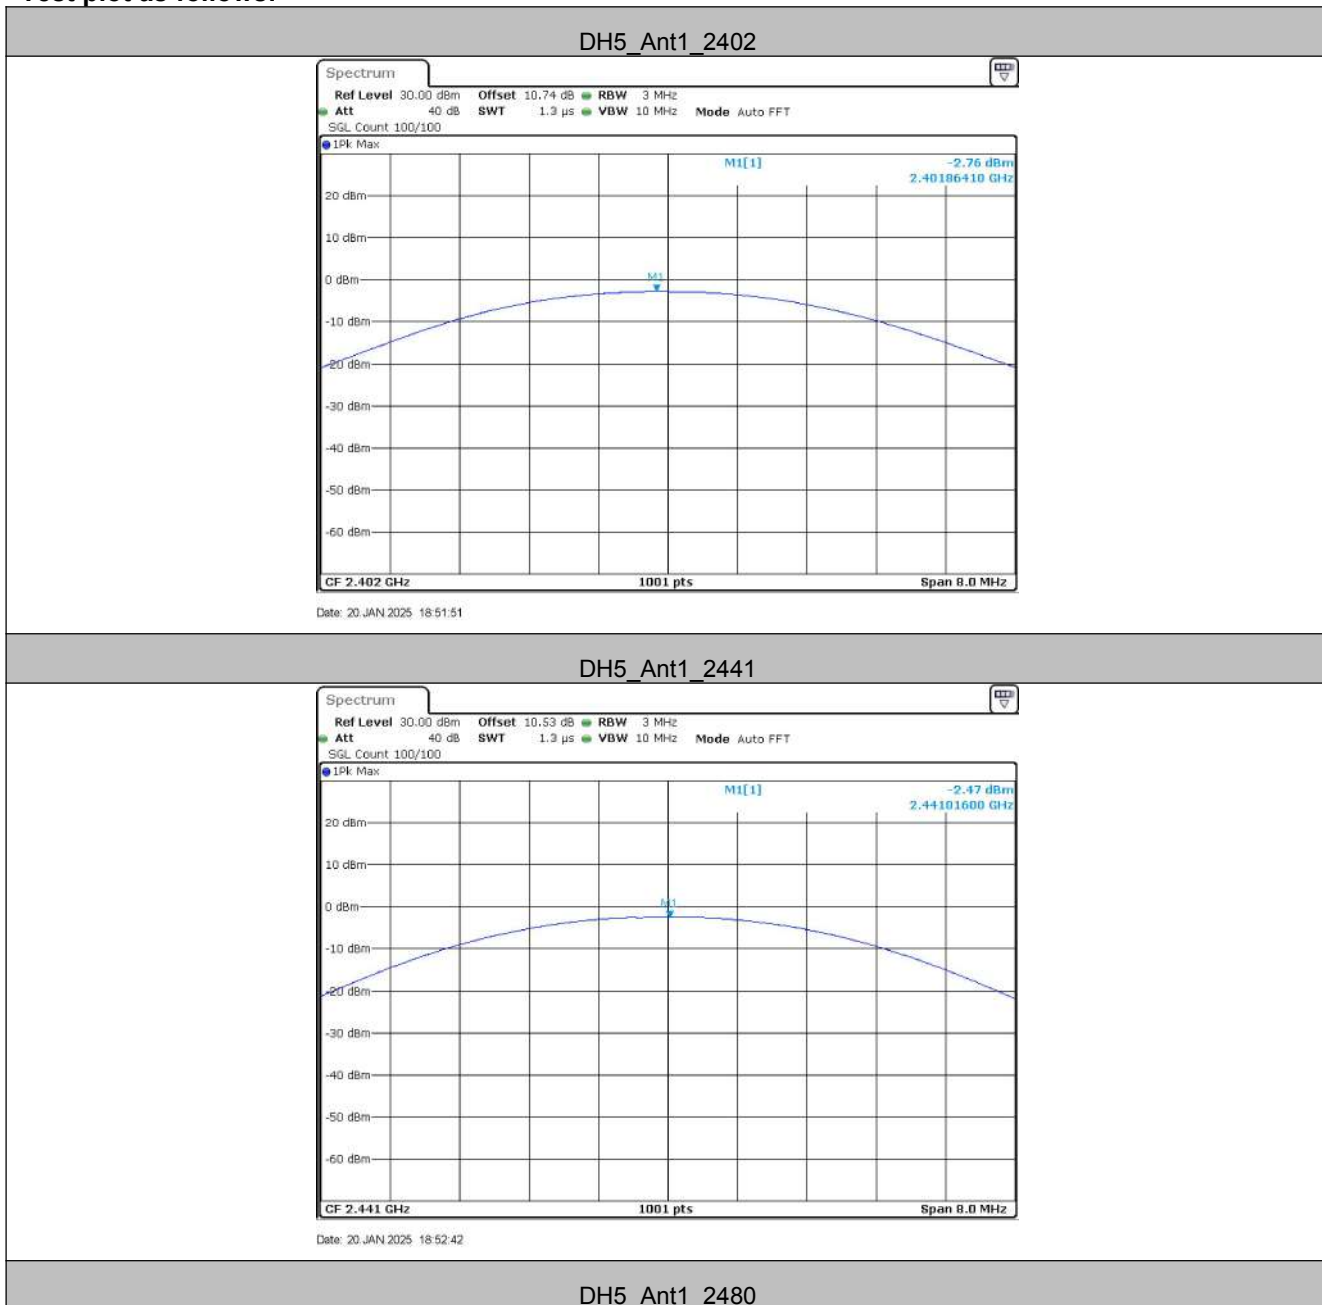 Test plot as follows:
DH5_Ant1_2402
Spectrum
Ref Level 30.00 dBm Offset 10.74 dB RBW 3 MHz
Att 40 dB SWT 1.3 µs VBW 10 MHz Mode Auto FFT
SGL Count 100/100
1Pk Max
M1[1] -2.76 dBm
2.40186410 GHz
20 dBm
10 dBm
0 dBm
M1
-10 dBm
-20 dBm
-30 dBm
-40 dBm
-50 dBm
-60 dBm
CF 2.402 GHz 1001 pts Span 8.0 MHz
Date: 20.JAN.2025 18:51:51
DH5_Ant1_2441
Spectrum
Ref Level 30.00 dBm Offset 10.53 dB RBW 3 MHz
Att 40 dB SWT 1.3 µs VBW 10 MHz Mode Auto FFT
SGL Count 100/100
1Pk Max
M1[1] -2.47 dBm
2.44101600 GHz
20 dBm
10 dBm
0 dBm
M1
-10 dBm
-20 dBm
-30 dBm
-40 dBm
-50 dBm
-60 dBm
CF 2.441 GHz 1001 pts Span 8.0 MHz
Date: 20.JAN.2025 18:52:42
DH5_Ant1_2480